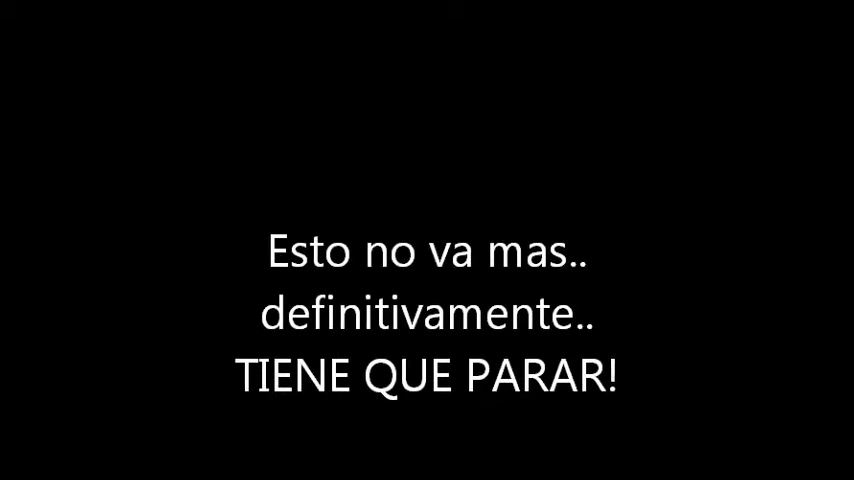 Esto no va mas..
definitivamente..
TIENE QUE PARAR!